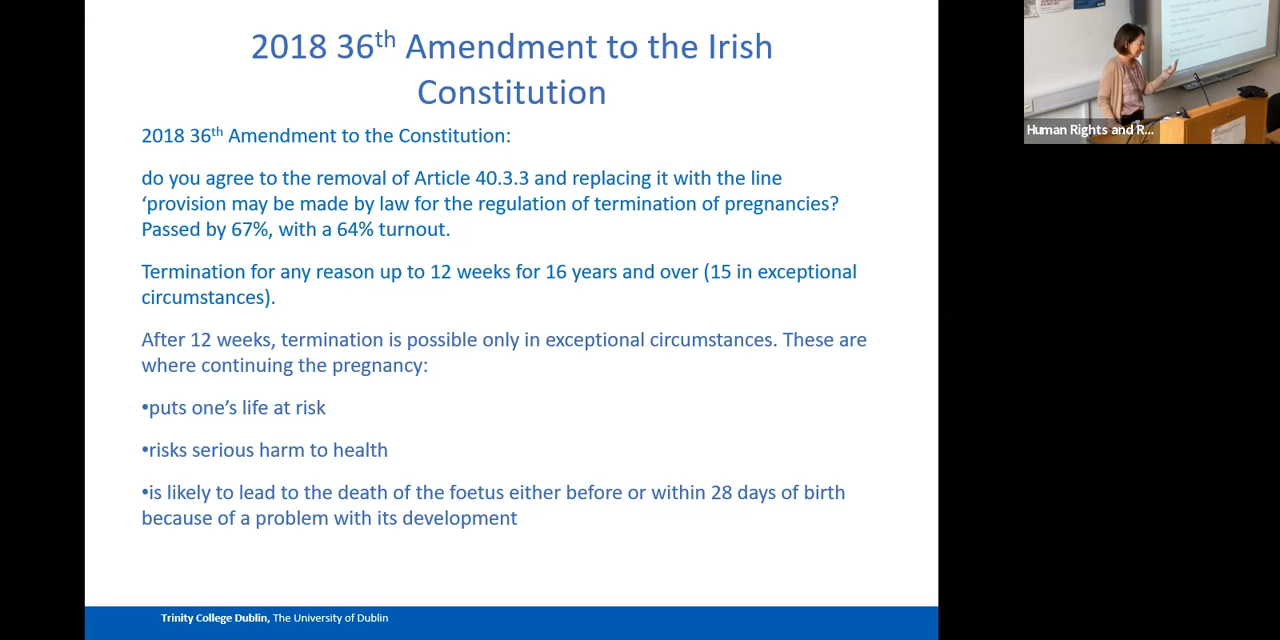 2018 36th Amendment to the Irish
Constitution
2018 36th Amendment to the Constitution:
do you agree to the removal of Article 40.3.3 and replacing it with the line
‘provision may be made by law for the regulation of termination of pregnancies?
Passed by 67%, with a 64% turnout.
Termination for any reason up to 12 weeks for 16 years and over (15 in exceptional
circumstances).
After 12 weeks, termination is possible only in exceptional circumstances. These are
where continuing the pregnancy:
•puts one’s life at risk
•risks serious harm to health
•is likely to lead to the death of the foetus either before or within 28 days of birth
because of a problem with its development
Trinity College Dublin, The University of Dublin
Human Rights and R...